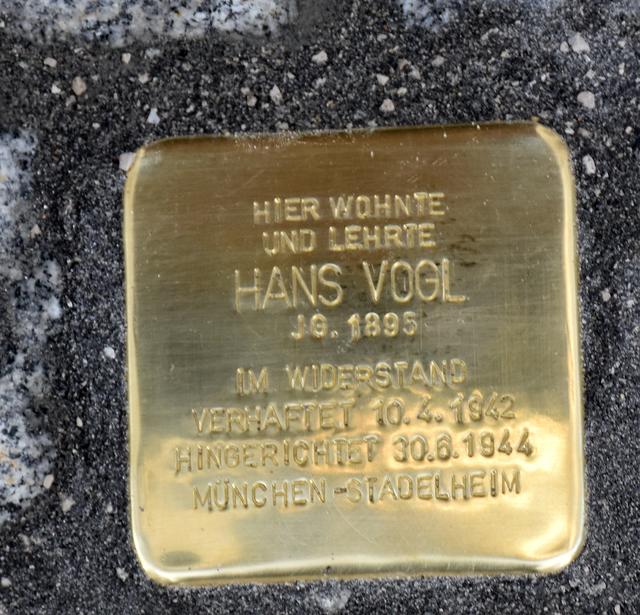 HIER WOHNTE
UND LEHRTE
HANS VOGL
JG. 1895
IM WIDERSTAND
VERHAFTET 10.4.1942
HINGERICHTET 30.6.1944
MÜNCHEN-STADELHEIM